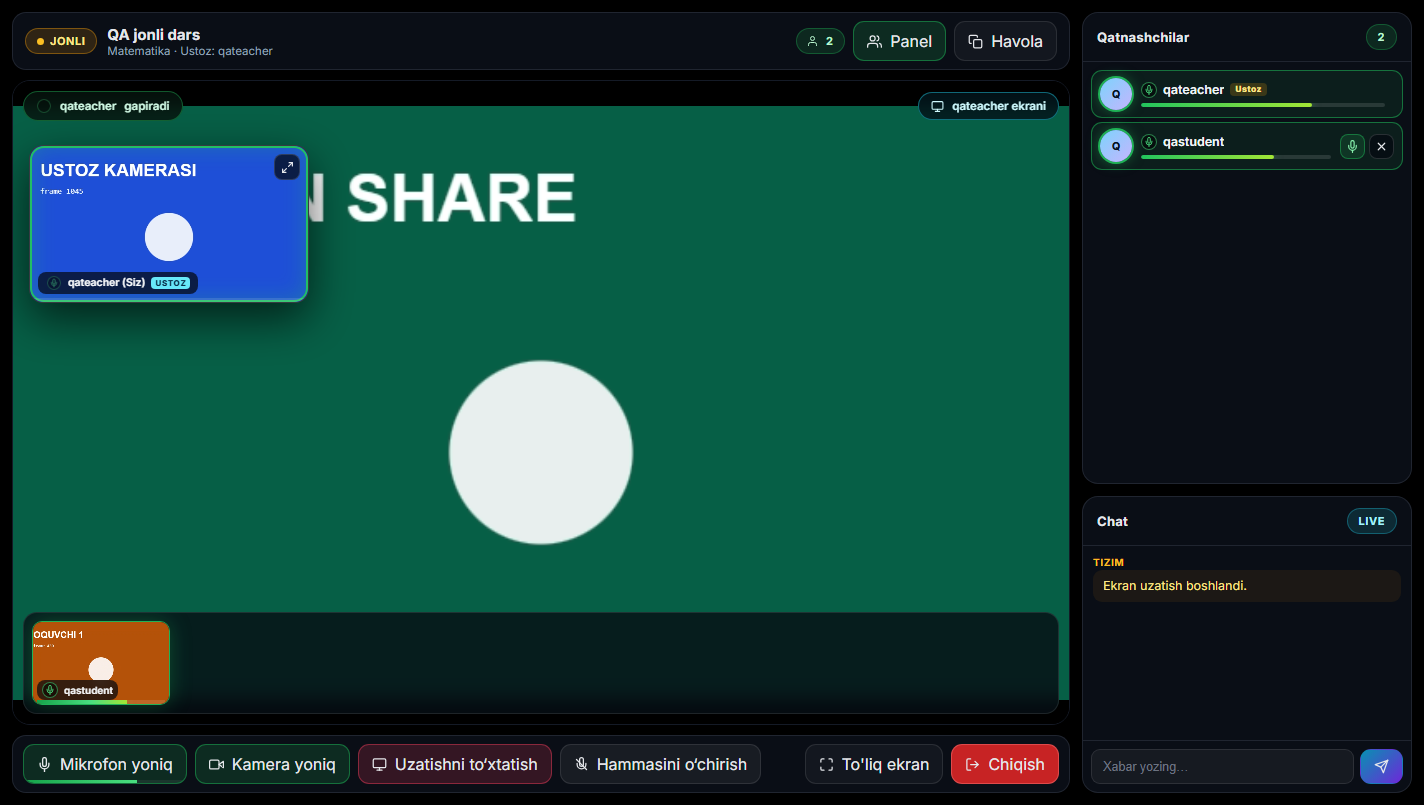 JONLI
QA jonli dars
Matematika · Ustoz: qateacher
2
Panel
Havola
qateacher gapiradi
qateacher ekrani
USTOZ KAMERASI
frame 1045
N SHARE
qateacher (Siz) USTOZ
OQUVCHI 1
qastudent
Mikrofon yoniq
Kamera yoniq
Uzatishni to‘xtatish
Hammasini o‘chirish
To'liq ekran
Chiqish
Qatnashchilar
2
Q
qateacher Ustoz
Q
qastudent
Chat
LIVE
TIZIM
Ekran uzatish boshlandi.
Xabar yozing...